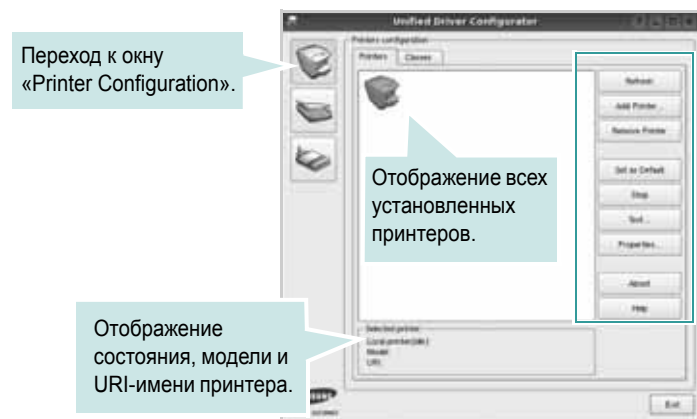 Unified Driver Configurator
Переход к окну
«Printer Configuration».
Printers configuration
Printers
Classes
Refresh
Add Printer...
Remove Printer
Set as Default
Stop
Test...
Properties...
About
Help
Отображение всех
установленных
принтеров.
Отображение
состояния, модели и
URI-имени принтера.
Selected printer:
Local printer(idle)
Model:
URI:
Exit